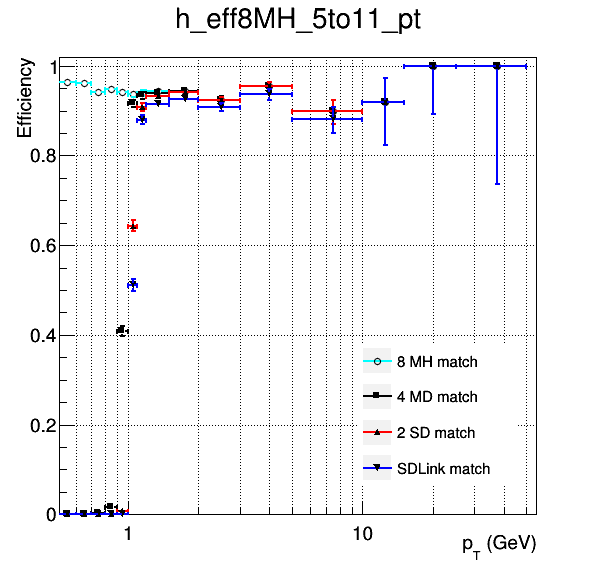 h_eff8MH_5to11_pt
Efficiency
1
0.8
0.6
0.4
0.2
0
8 MH match
4 MD match
2 SD match
SDLink match
1
10
p_T (GeV)